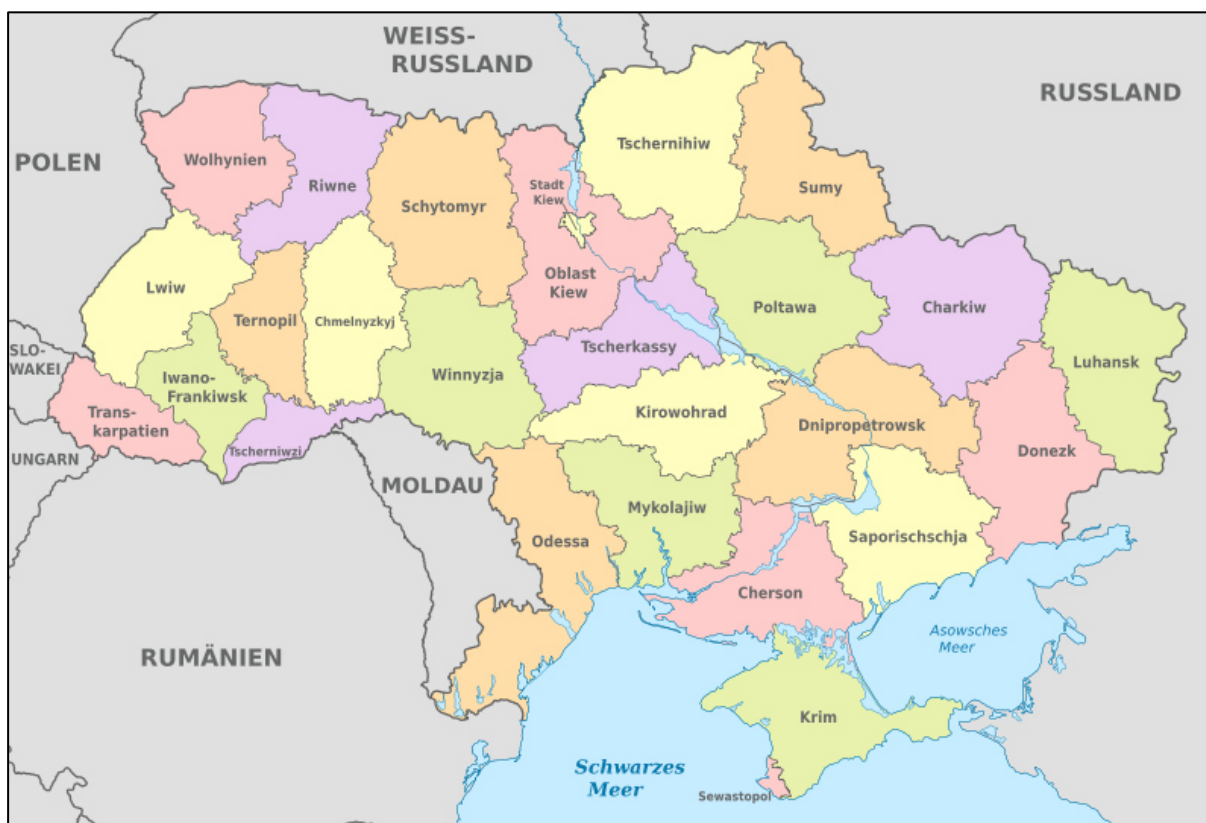 WEISS-
RUSSLAND
RUSSLAND
POLEN
Wolhynien
Riwne
Schytomyr
Stadt
Kiew
Tschernihiw
Sumy
Oblast
Kiew
Lwiw
Ternopil
Chmelnyzkyj
Winnyzja
Tscherkassy
Poltawa
Charkiw
Luhansk
SLO-
WAKEI
Iwano-
Frankiwsk
Trans-
karpatien
Tscherniwzi
UNGARN
Kirowohrad
Dnipropetrowsk
Donezk
MOLDAU
Odessa
Mykolajiw
Saporischschja
Cherson
RUMÄNIEN
Asowsches
Meer
Krim
Schwarzes
Meer
Sewastopol